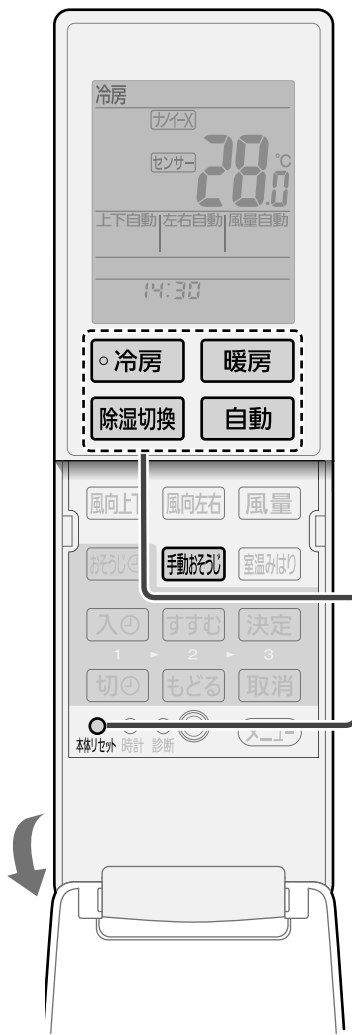 冷房
ナノイーX
センサー 28.0℃
上下自動 左右自動 風量自動
14:30
冷房 暖房
除湿切換 自動
風向上下 風向左右 風量
おそうじ 手動おそうじ 室温みはり
入 すすむ 決定
1 ► 2 ► 3
切 もどる 取消
本体リセット 時計 診断 メニュー